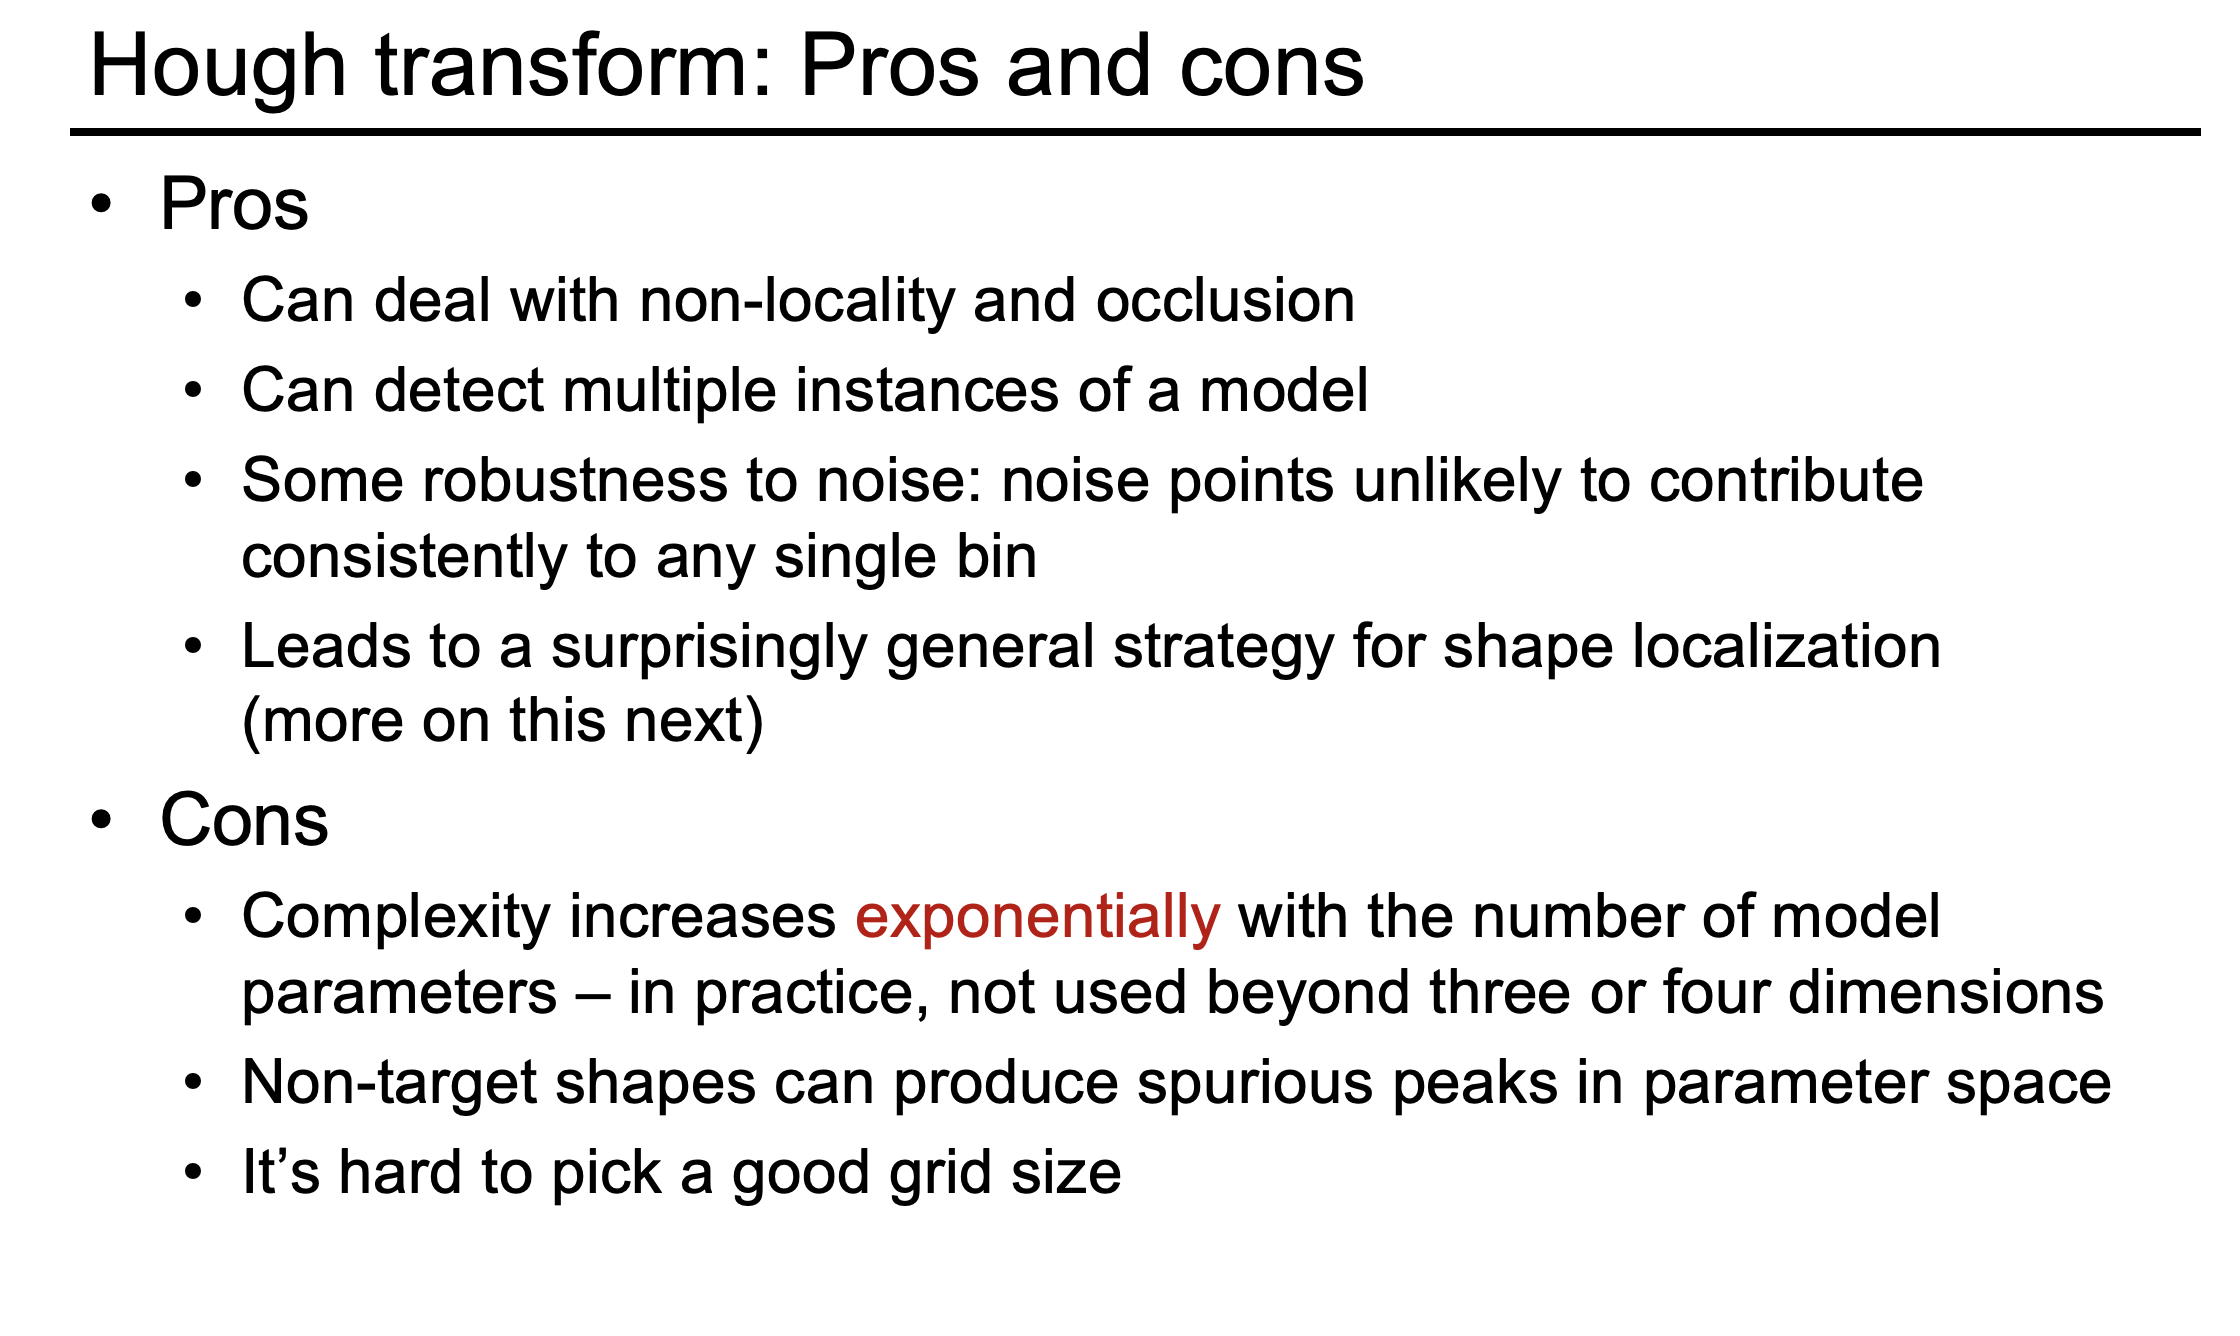 Hough transform: Pros and cons
• Pros
• Can deal with non-locality and occlusion
• Can detect multiple instances of a model
• Some robustness to noise: noise points unlikely to contribute
consistently to any single bin
• Leads to a surprisingly general strategy for shape localization
(more on this next)
• Cons
• Complexity increases exponentially with the number of model
parameters – in practice, not used beyond three or four dimensions
• Non-target shapes can produce spurious peaks in parameter space
• It’s hard to pick a good grid size